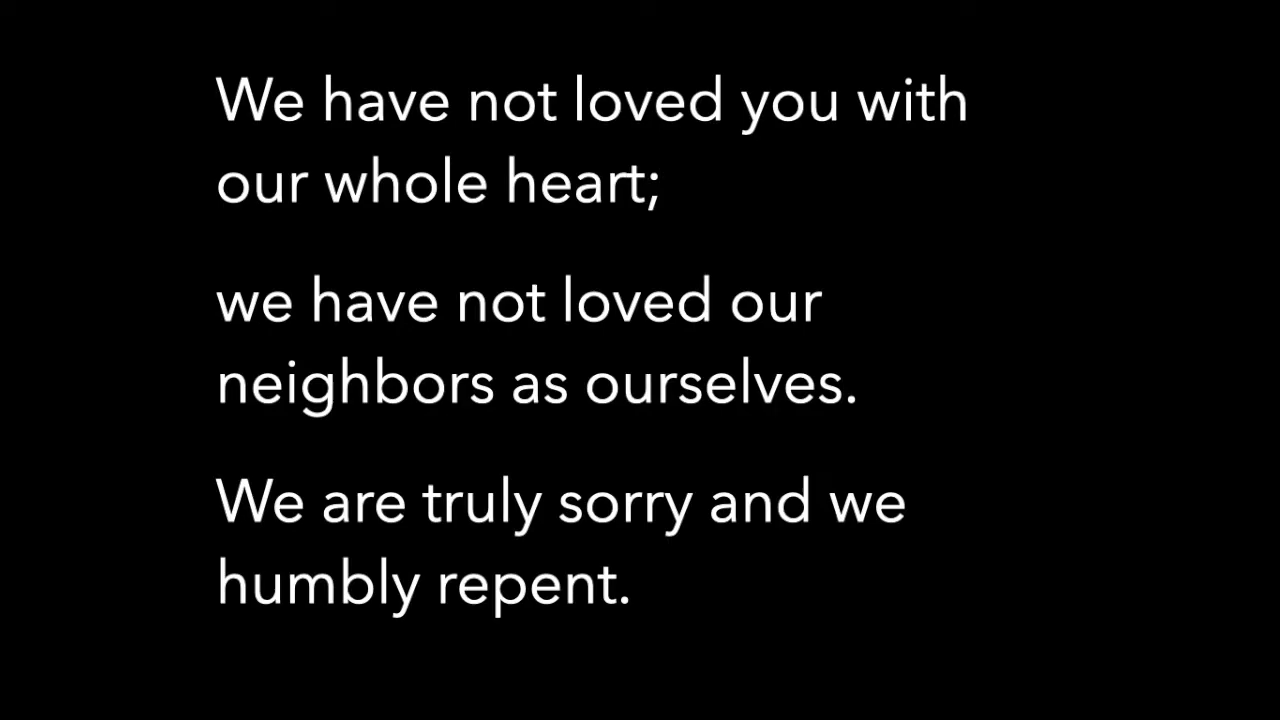 We have not loved you with
our whole heart;
we have not loved our
neighbors as ourselves.
We are truly sorry and we
humbly repent.